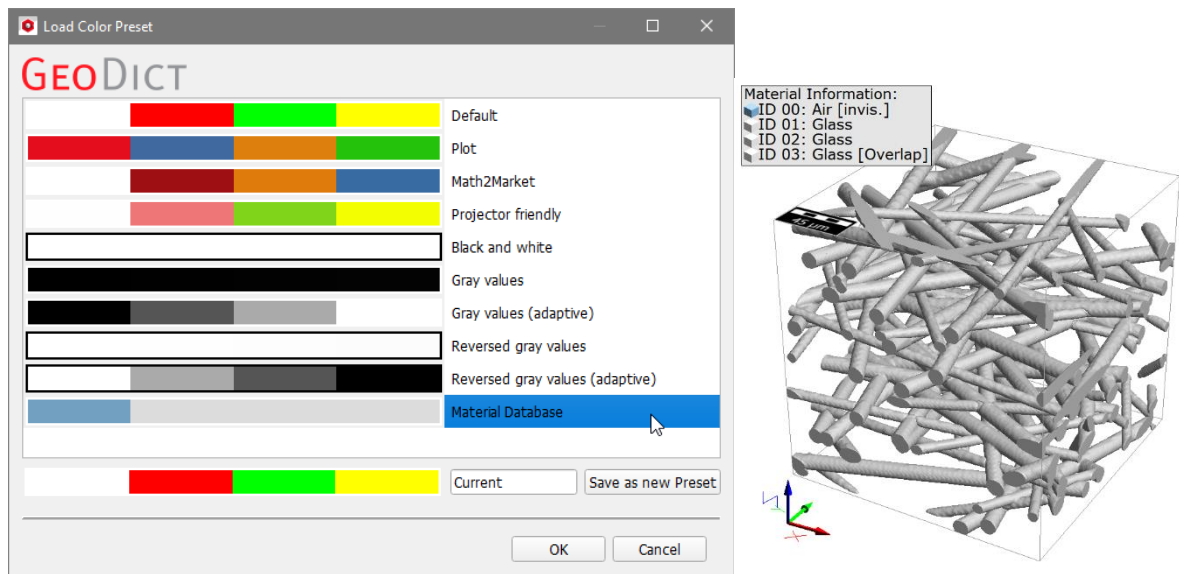 Load Color Preset
GEODICT
Default
Plot
Math2Market
Projector friendly
Black and white
Gray values
Gray values (adaptive)
Reversed gray values
Reversed gray values (adaptive)
Material Database
Current
Save as new Preset
OK
Cancel
Material Information:
ID 00: Air [invis.]
ID 01: Glass
ID 02: Glass
ID 03: Glass [Overlap]
45 µm
Z
X